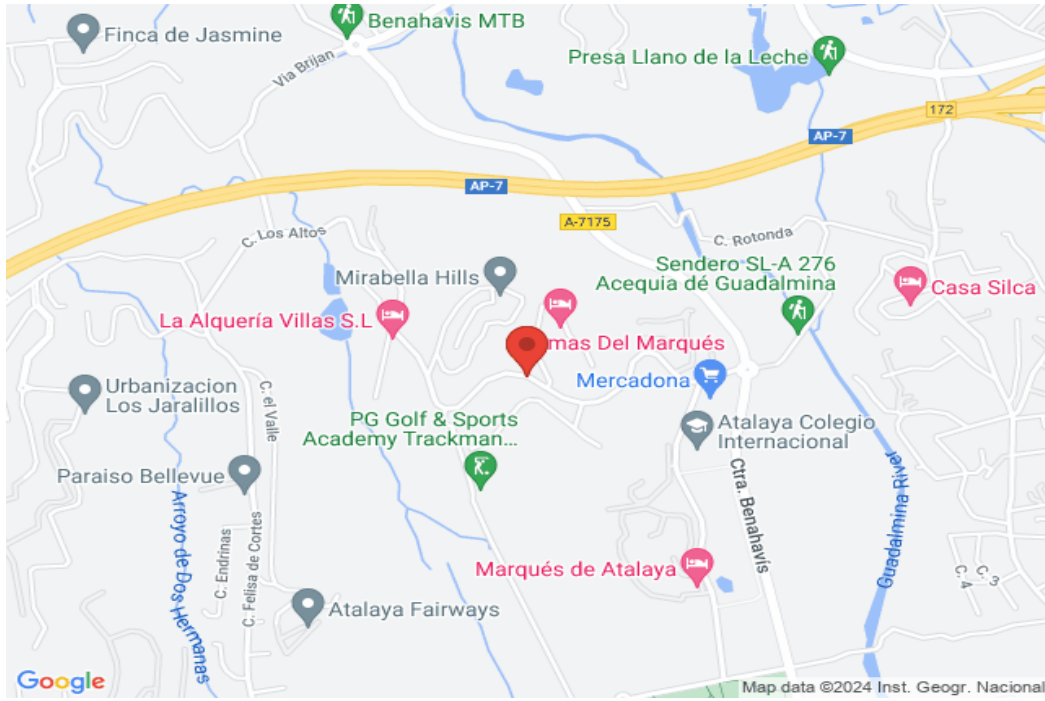 Benahavis MTB
Finca de Jasmine
Presa Llano de la Leche
Via Brijan
172
AP-7
AP-7
A-7175
C. Los Altos
C. Rotonda
Mirabella Hills
Sendero SL-A 276
Acequia dé Guadalmina
Casa Silca
La Alquería Villas S.L
mas Del Marqués
Mercadona
Urbanizacion
Los Jaralillos
C. el Valle
PG Golf & Sports
Academy Trackman...
Atalaya Colegio
Internacional
Paraiso Bellevue
Ctra. Benahavís
Guadalmina River
Arroyo de Dos Hermanas
C. Endrinas
C. Felisa de Cortes
Marqués de Atalaya
C. 3
C. 4
Atalaya Fairways
Google
Map data ©2024 Inst. Geogr. Nacional